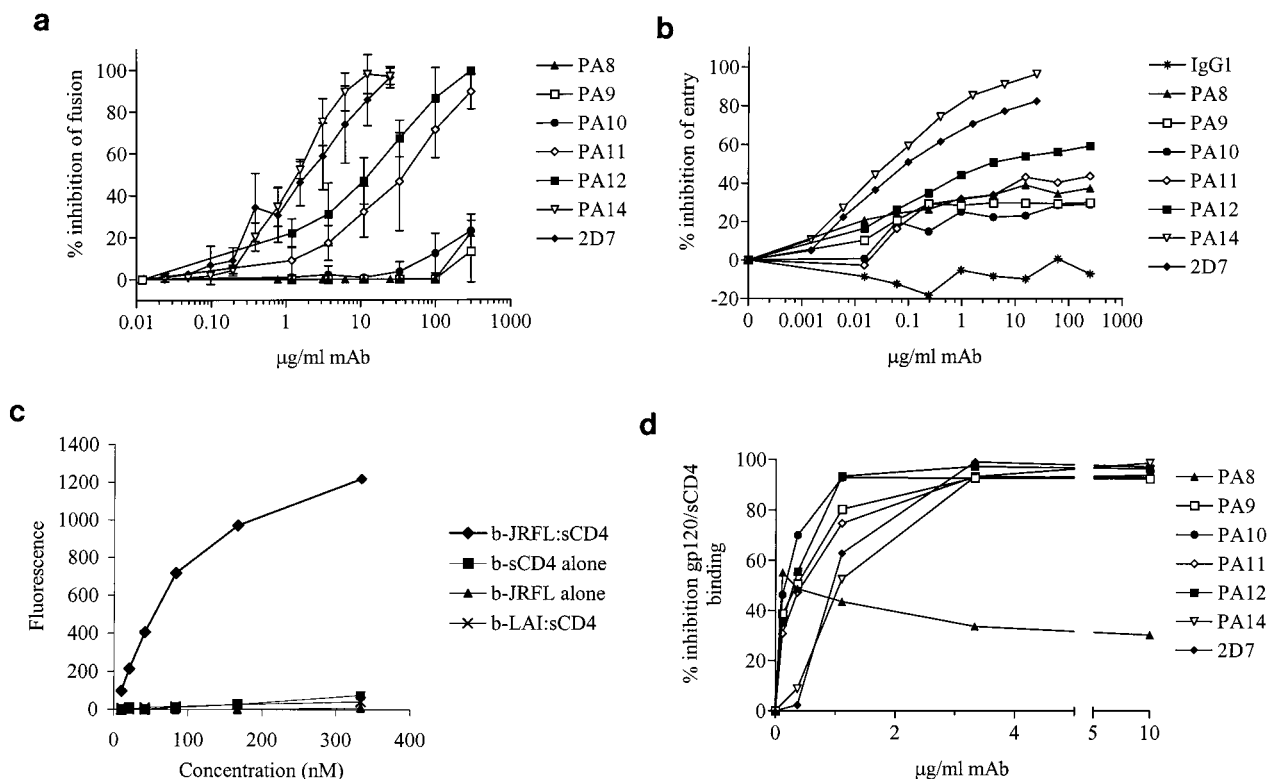 a
% inhibition of fusion
100
80
60
40
20
0
0.01 0.10 1 10 100 1000
µg/ml mAb
PA8
PA9
PA10
PA11
PA12
PA14
2D7
b
% inhibition of entry
100
80
60
40
20
0
-20
0 0.001 0.01 0.1 1 10 100 1000
µg/ml mAb
IgG1
PA8
PA9
PA10
PA11
PA12
PA14
2D7
c
Fluorescence
1400
1200
1000
800
600
400
200
0
0 100 200 300 400
Concentration (nM)
b-JRFL:sCD4
b-sCD4 alone
b-JRFL alone
b-LAI:sCD4
d
% inhibition gp120/sCD4
binding
100
80
60
40
20
0
0 2 4 5 10
µg/ml mAb
PA8
PA9
PA10
PA11
PA12
PA14
2D7